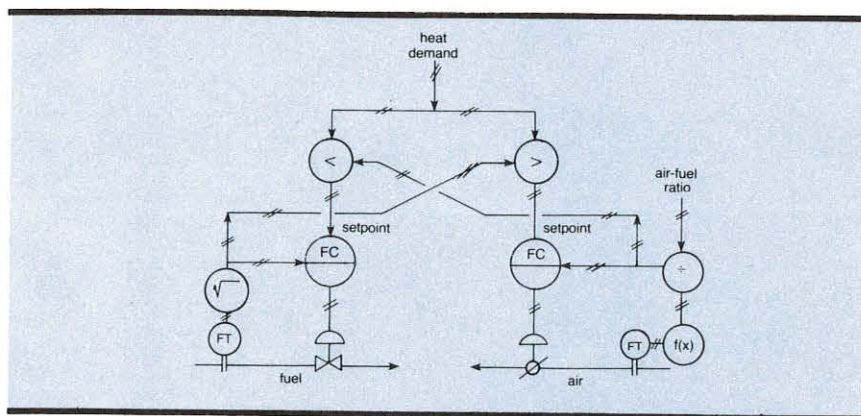 heat
demand
<
>
air-fuel
ratio
setpoint
setpoint
FC
FC
÷
√
FT
FT
f(x)
fuel
air